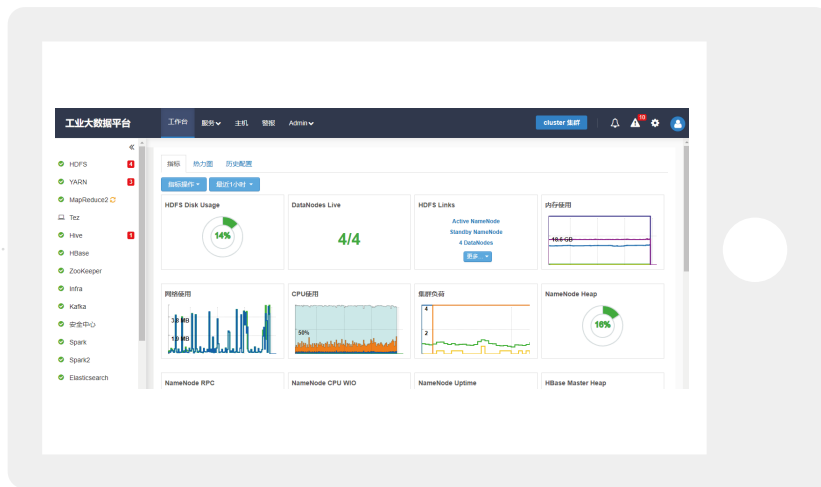 工业大数据平台
工作台 服务 主机 警报 Admin
cluster 集群
10
HDFS 4
YARN 3
MapReduce2
Tez
Hive 1
HBase
ZooKeeper
Infra
Kafka
安全中心
Spark
Spark2
Elasticsearch
指标 热力图 历史配置
指标操作 最近1小时
HDFS Disk Usage
14%
DataNodes Live
4/4
HDFS Links
Active NameNode
Standby NameNode
4 DataNodes
更多
内存使用
18.6 GB
网络使用
1.9 MB
CPU使用
50%
集群负荷
4
2
NameNode Heap
16%
NameNode RPC
NameNode CPU WIO
NameNode Uptime
HBase Master Heap